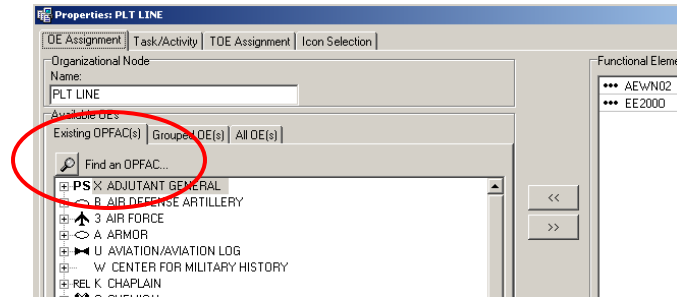 Properties: PLT LINE
OE Assignment Task/Activity TOE Assignment Icon Selection
Organizational Node
Name:
PLT LINE
Functional Eleme
AEWN02
EE2000
Available OEs
Existing OPFAC(s) Grouped OE(s) All OE(s)
Find an OPFAC...
PS X ADJUTANT GENERAL
B AIR DEFENSE ARTILLERY
3 AIR FORCE
A ARMOR
U AVIATION/AVIATION LOG
W CENTER FOR MILITARY HISTORY
REL K CHAPLAIN
<<
>>